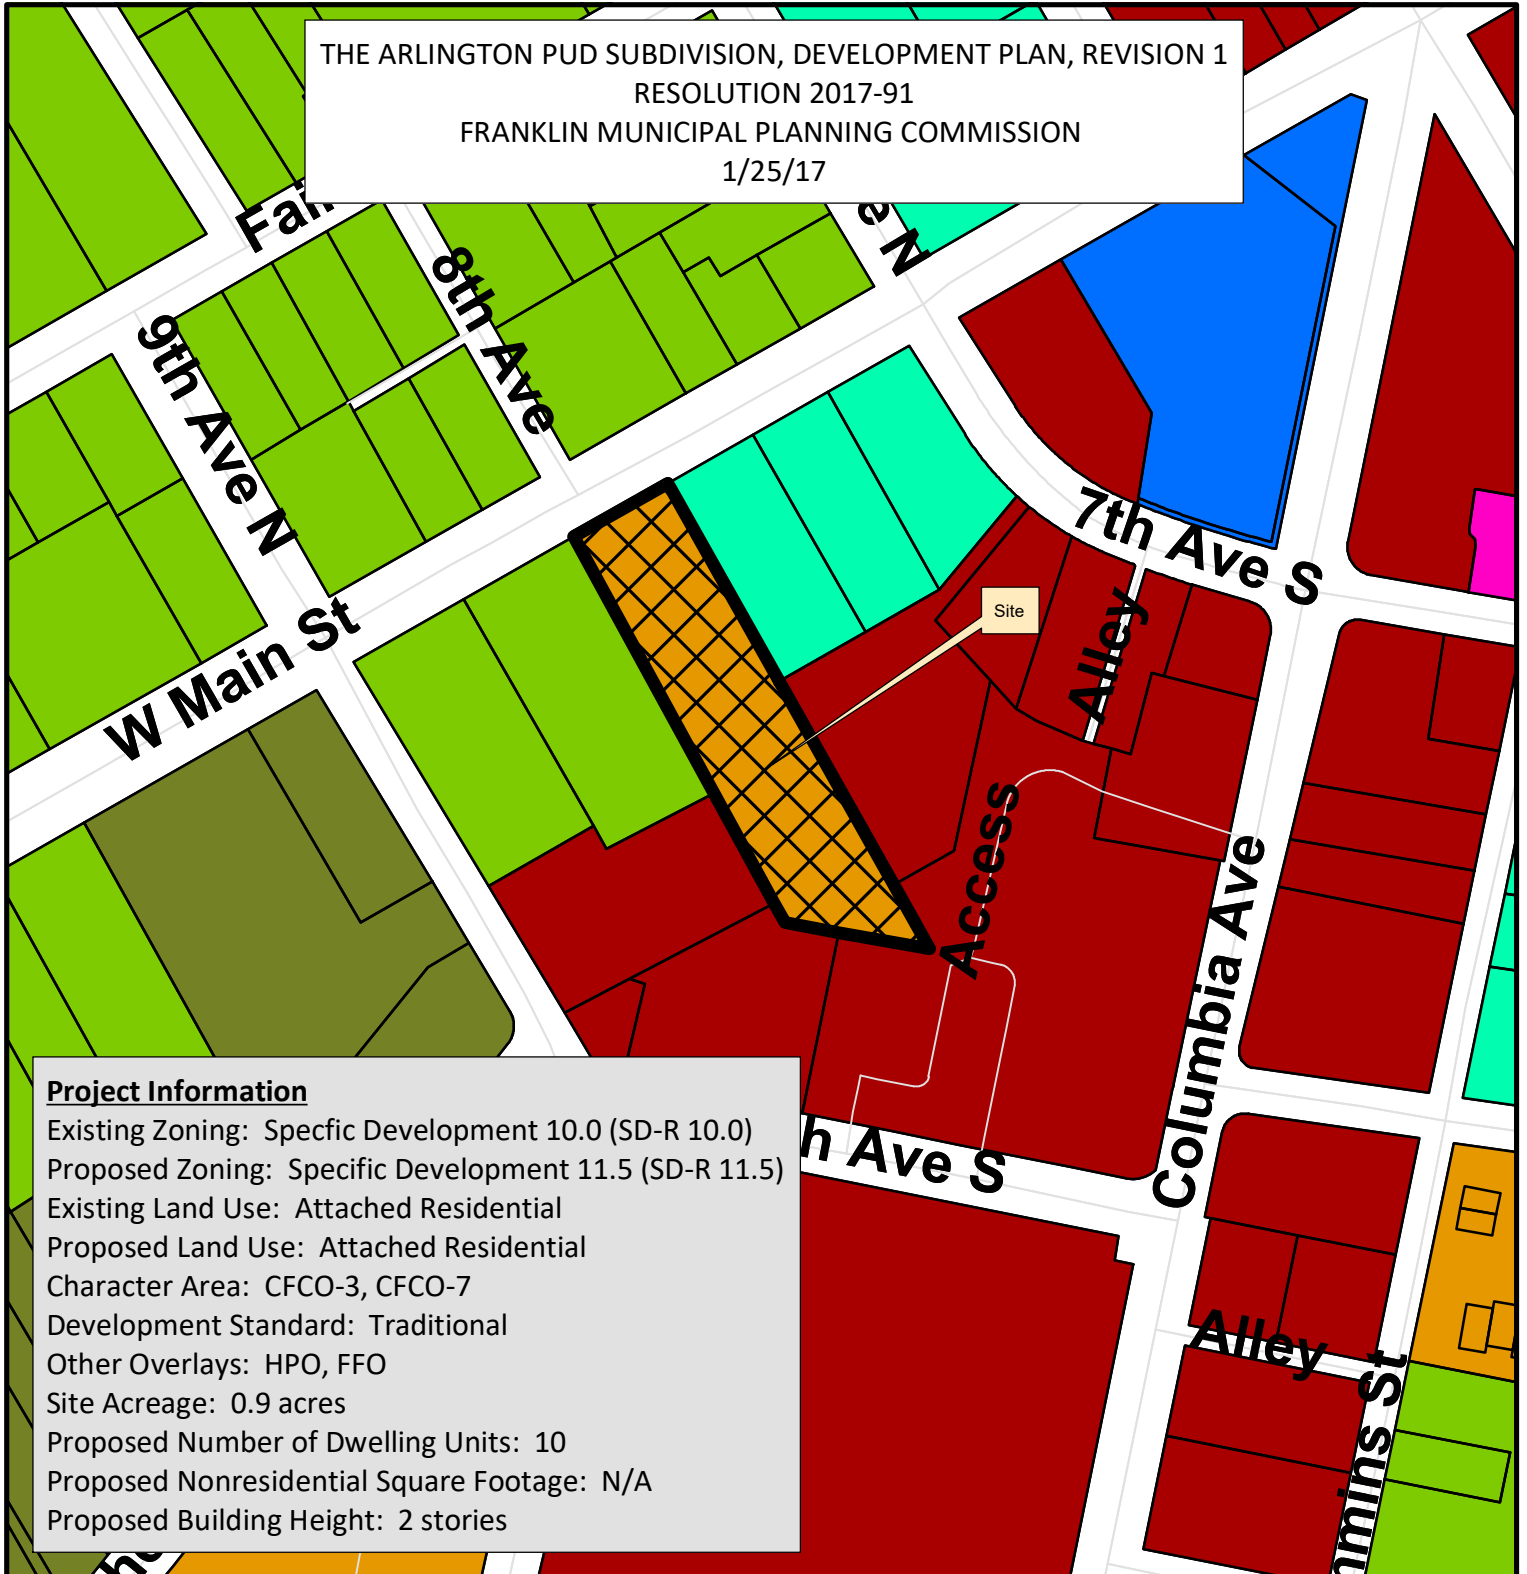 THE ARLINGTON PUD SUBDIVISION, DEVELOPMENT PLAN, REVISION 1
RESOLUTION 2017-91
FRANKLIN MUNICIPAL PLANNING COMMISSION
1/25/17
8th Ave
9th Ave N
7th Ave S
Site
Alley
W Main St
Access
Columbia Ave
Ave S
Alley
St
Project Information
Existing Zoning: Specfic Development 10.0 (SD-R 10.0)
Proposed Zoning: Specific Development 11.5 (SD-R 11.5)
Existing Land Use: Attached Residential
Proposed Land Use: Attached Residential
Character Area: CFCO-3, CFCO-7
Development Standard: Traditional
Other Overlays: HPO, FFO
Site Acreage: 0.9 acres
Proposed Number of Dwelling Units: 10
Proposed Nonresidential Square Footage: N/A
Proposed Building Height: 2 stories